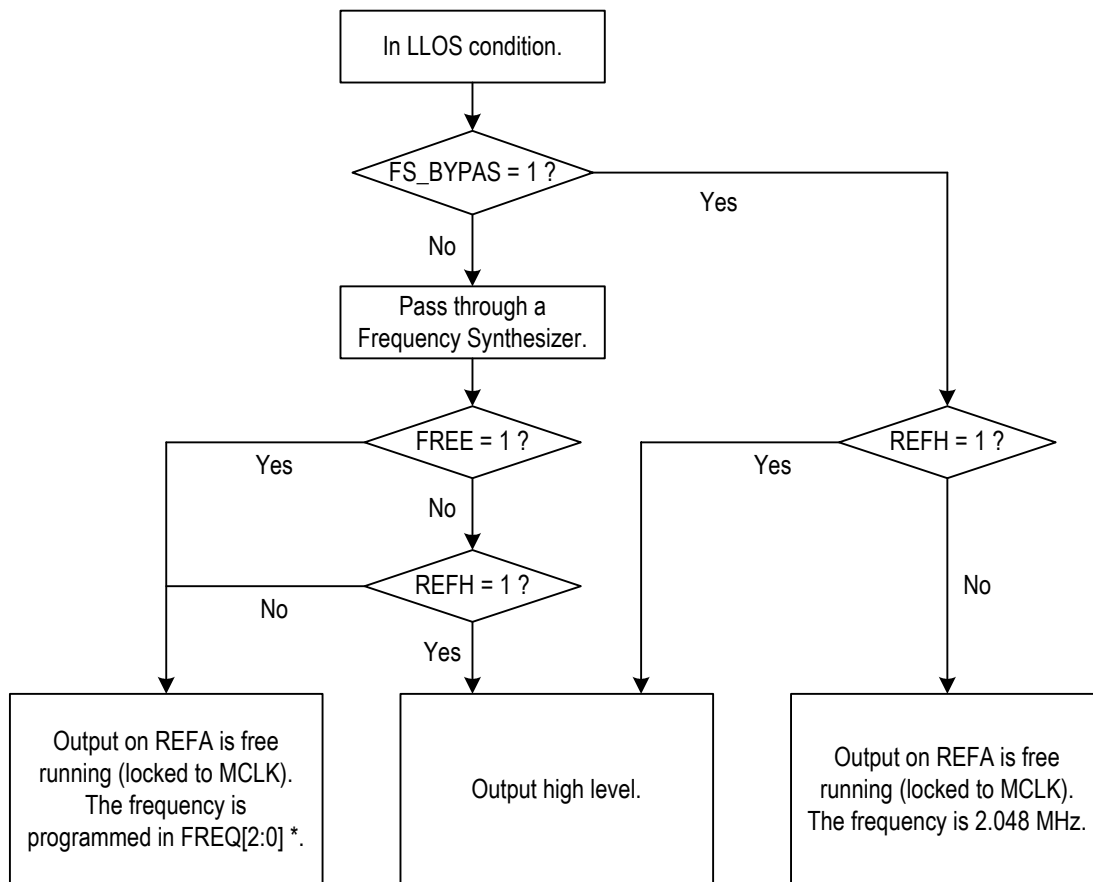 In LLOS condition.
FS_BYPAS = 1 ?
Yes
No
Pass through a
Frequency Synthesizer.
FREE = 1 ?
REFH = 1 ?
Yes
Yes
No
REFH = 1 ?
No
No
Yes
Output on REFA is free
running (locked to MCLK).
The frequency is
programmed in FREQ[2:0] *.
Output high level.
Output on REFA is free
running (locked to MCLK).
The frequency is 2.048 MHz.